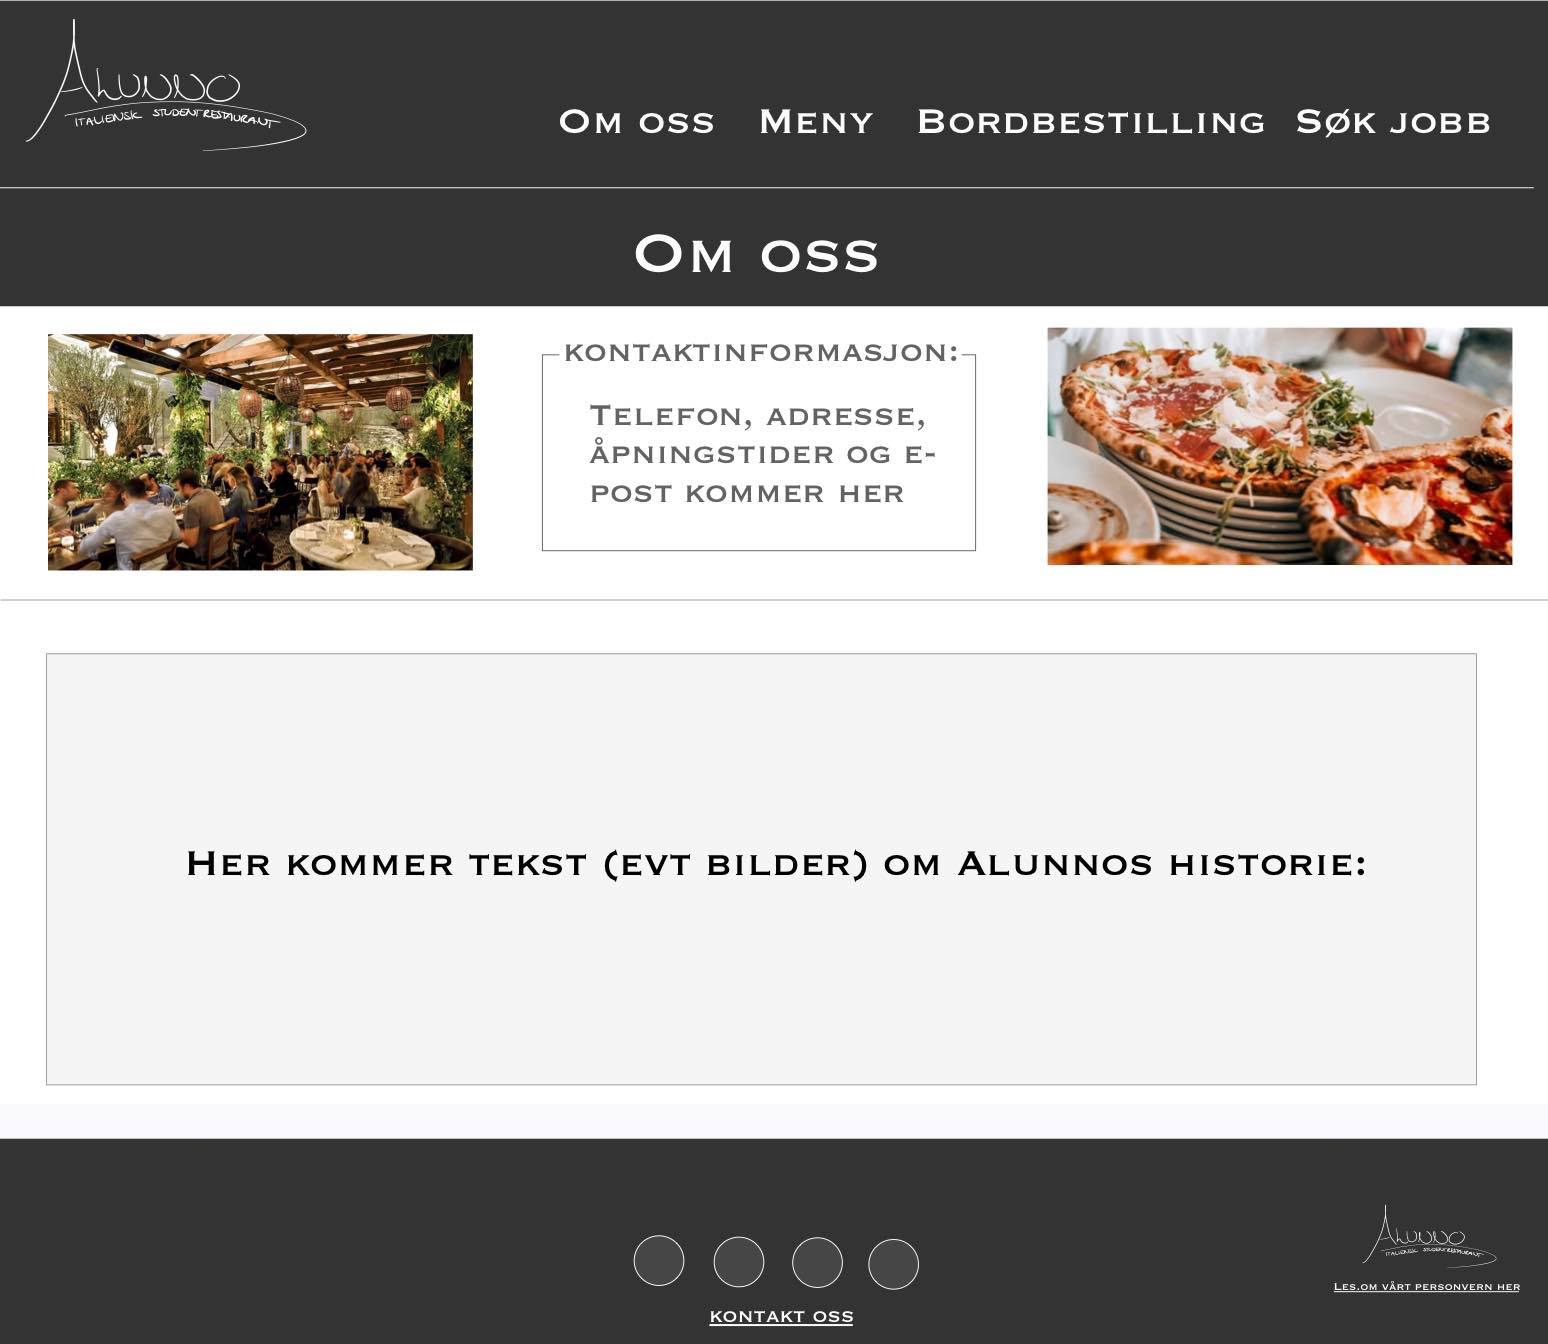 Alunno
ITALIENSK STUDENTRESTAURANT
Om oss Meny Bordbestilling Søk jobb
Om oss
kontaktinformasjon:
Telefon, adresse,
åpningstider og e-
post kommer her
Her kommer tekst (evt bilder) om Alunnos historie:
Alunno
ITALIENSK STUDENTRESTAURANT
Les.om vårt personvern her
kontakt oss